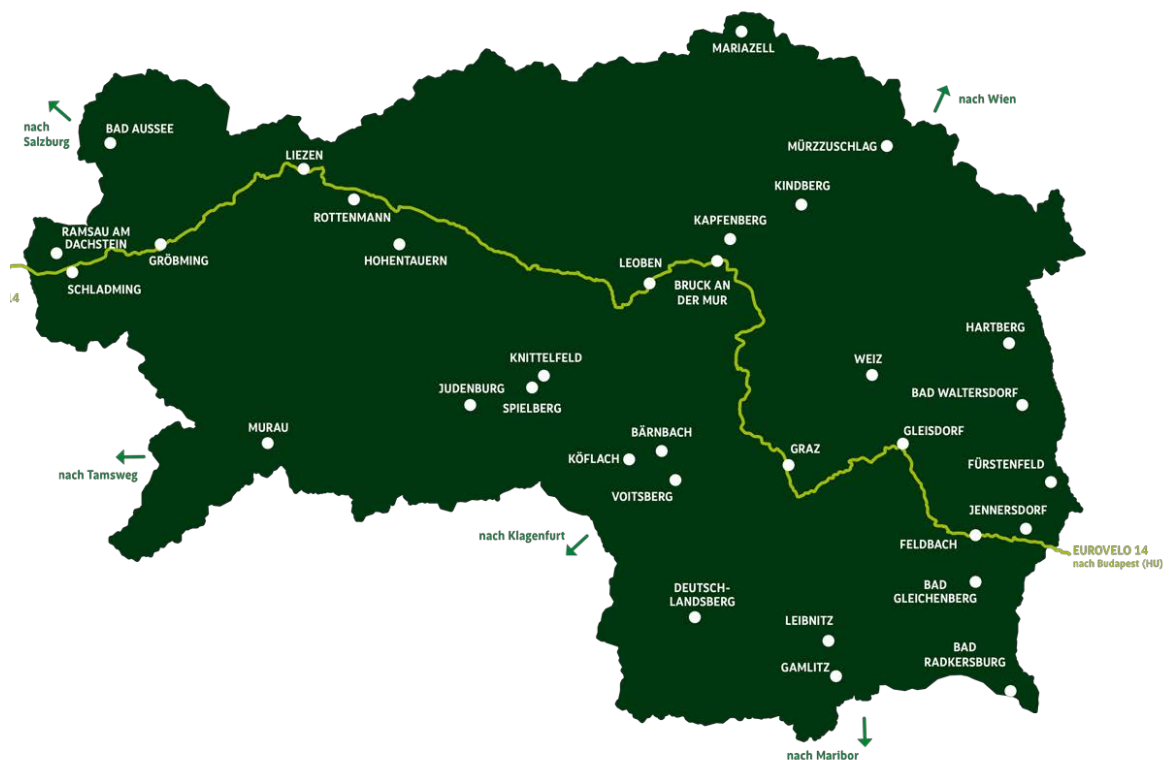 MARIAZELL
nach Wien
nach
Salzburg
BAD AUSSEE
MÜRZZUSCHLAG
LIEZEN
KINDBERG
ROTTENMANN
KAPFENBERG
RAMSAU AM
DACHSTEIN
GRÖBMING
HOHENTAUERN
LEOBEN
BRUCK AN
DER MUR
SCHLADMING
14
HARTBERG
KNITTELFELD
WEIZ
JUDENBURG
SPIELBERG
BAD WALTERSDORF
MURAU
BÄRNBACH
GLEISDORF
GRAZ
KÖFLACH
FÜRSTENFELD
nach Tamsweg
VOITSBERG
JENNERSDORF
nach Klagenfurt
FELDBACH
EUROVELO 14
nach Budapest (HU)
DEUTSCH-
LANDSBERG
BAD
GLEICHENBERG
LEIBNITZ
BAD
RADKERSBURG
GAMLITZ
nach Maribor